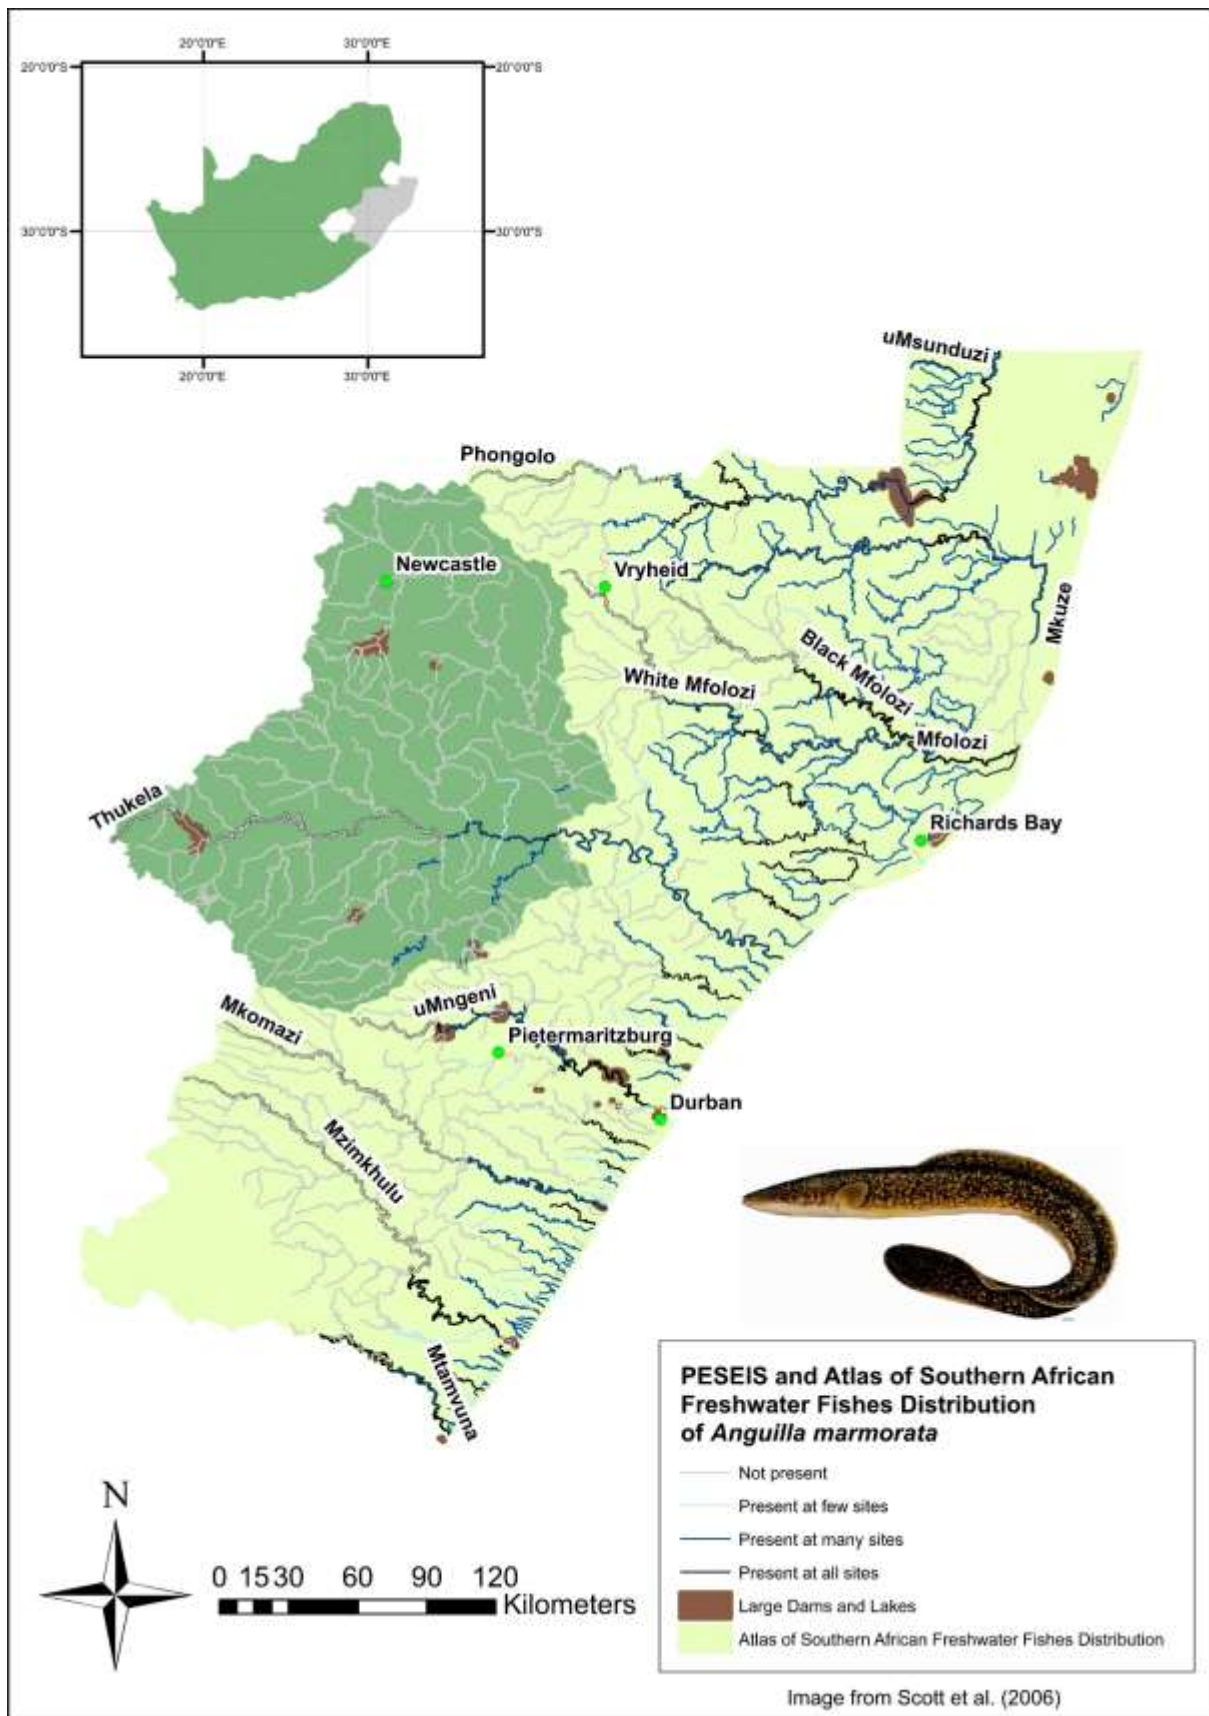 20°0'0"E 30°0'0"E
20°0'0"S 20°0'0"S
30°0'0"S 30°0'0"S
20°0'0"E 30°0'0"E
uMsunduzi
Phongolo
Newcastle
Vryheid
Mkuze
Black Mfolozi
White Mfolozi
Mfolozi
Thukela
Richards Bay
uMngeni
Mkomazi
Pietermaritzburg
Durban
Mzimkhulu
Mtamvuna
PESEIS and Atlas of Southern African
Freshwater Fishes Distribution
of Anguilla marmorata
Not present
Present at few sites
Present at many sites
Present at all sites
Large Dams and Lakes
Atlas of Southern African Freshwater Fishes Distribution
N
0 15 30 60 90 120
Kilometers
Image from Scott et al. (2006)